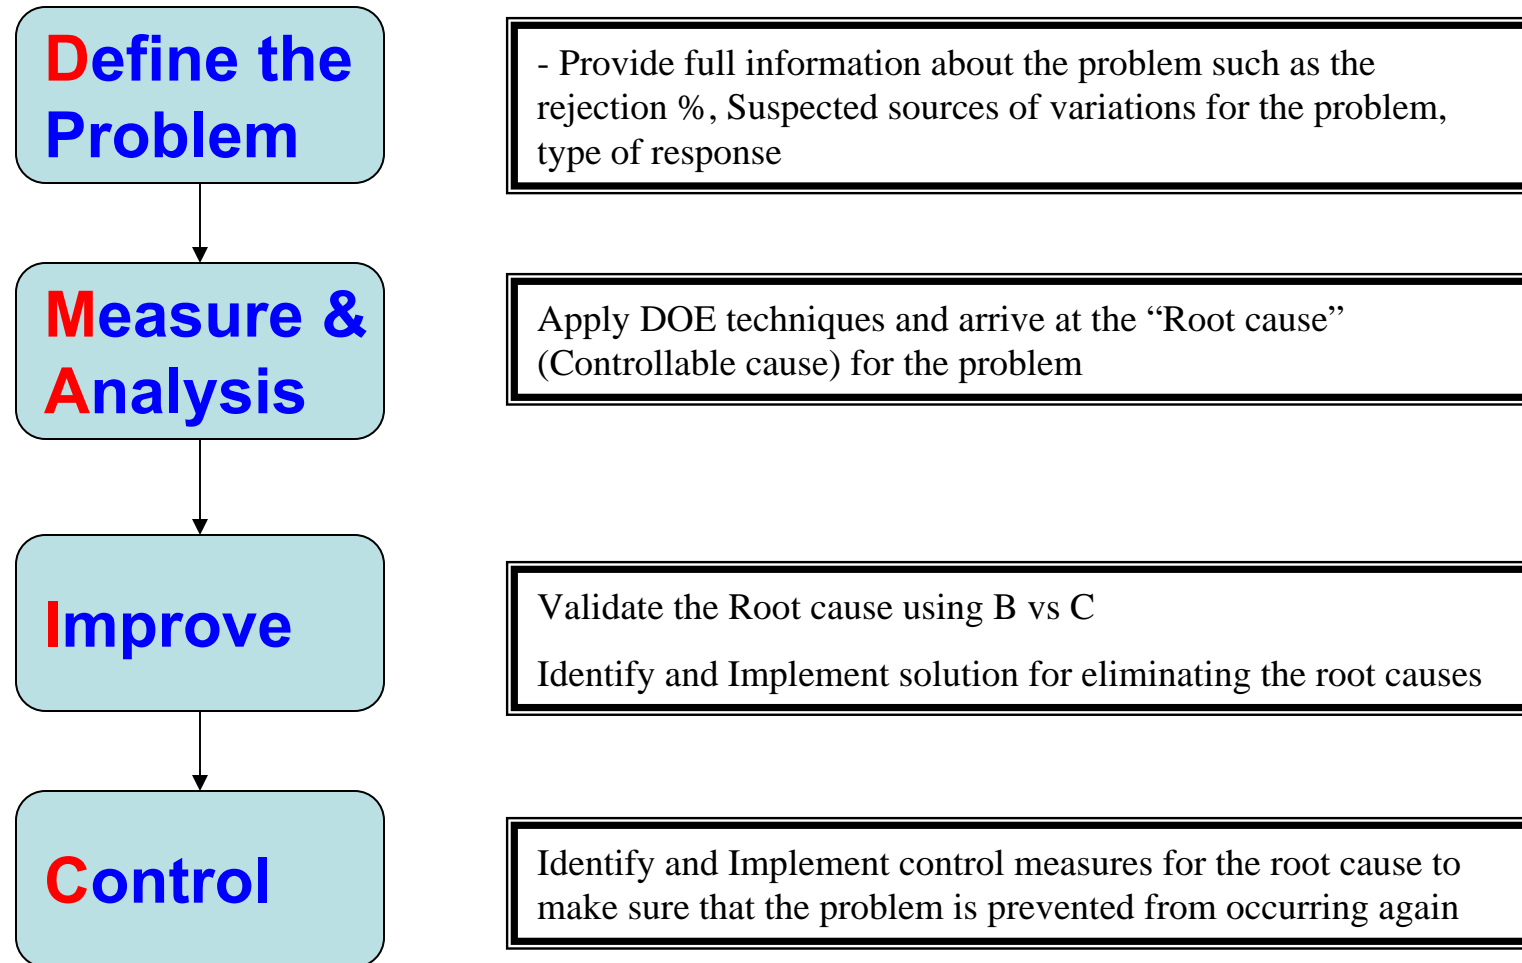 Define the
Problem
- Provide full information about the problem such as the
rejection %, Suspected sources of variations for the problem,
type of response
Measure &
Analysis
Apply DOE techniques and arrive at the “Root cause”
(Controllable cause) for the problem
Improve
Validate the Root cause using B vs C
Identify and Implement solution for eliminating the root causes
Control
Identify and Implement control measures for the root cause to
make sure that the problem is prevented from occurring again